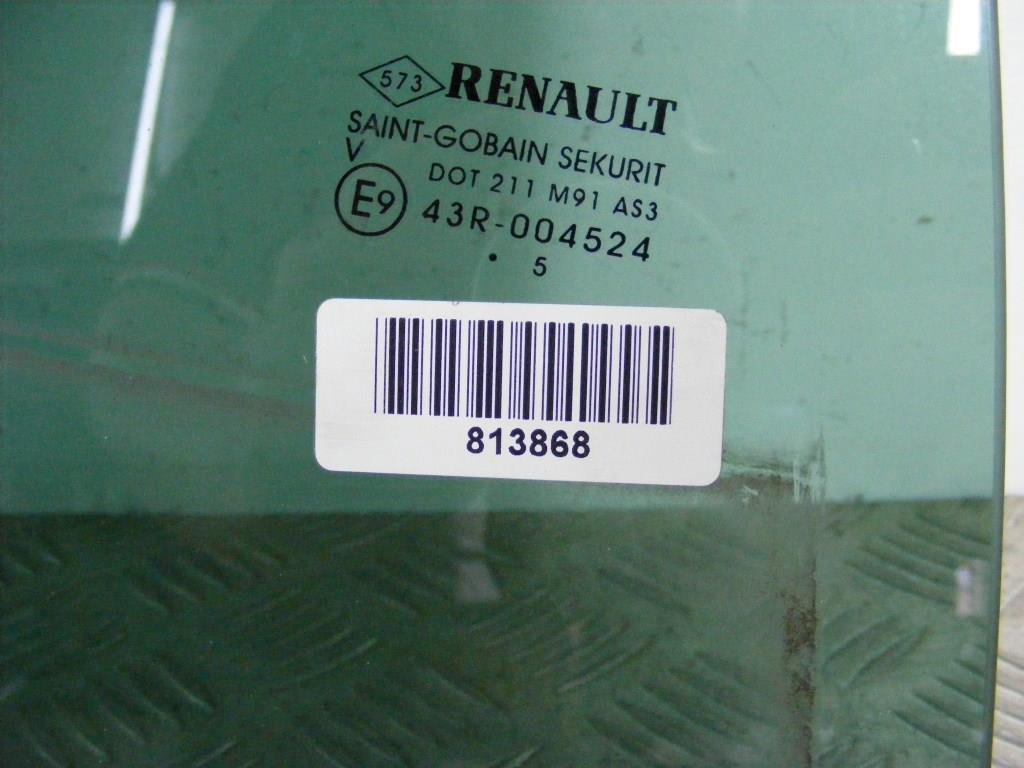 573 RENAULT
SAINT-GOBAIN SEKURIT
V
DOT 211 M91 AS3
E9 43R-004524
. 5
813868